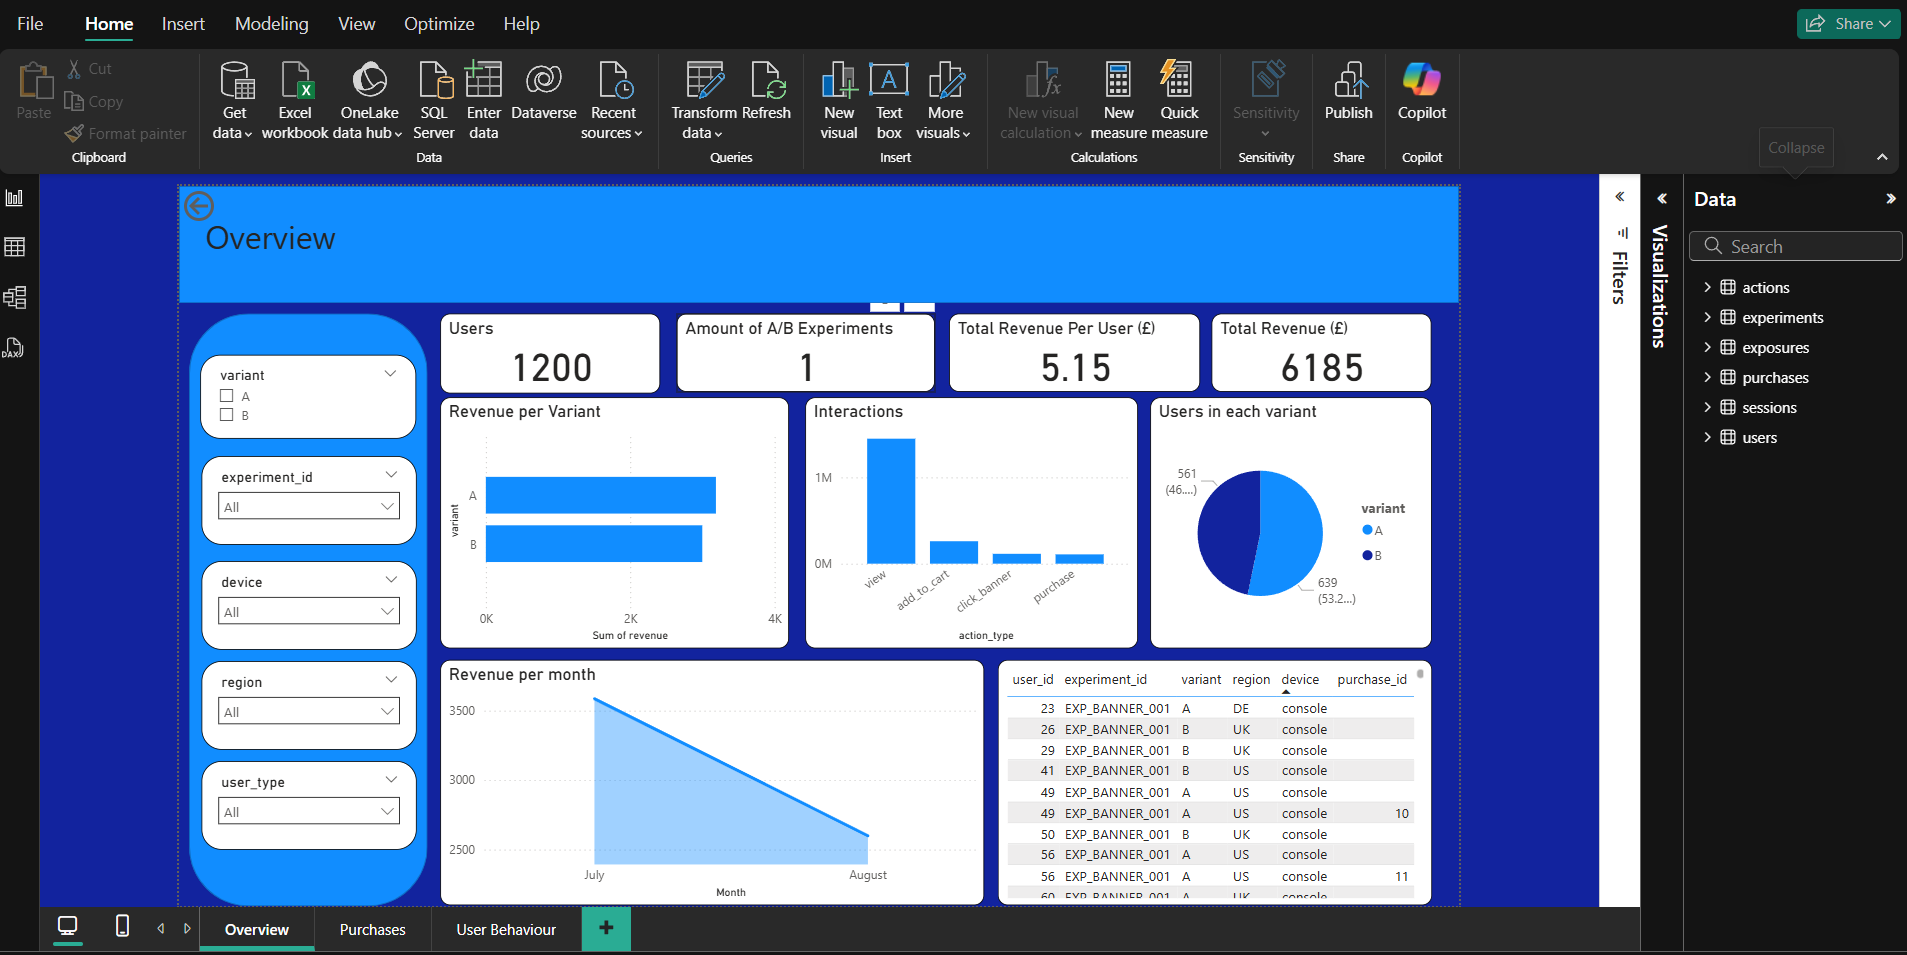 File Home Insert Modeling View Optimize Help Share
Paste
Cut
Copy
Format painter
Clipboard
Get data
Excel workbook
OneLake data hub
SQL Server
Enter data
Dataverse
Recent sources
Data
Transform data
Refresh
Queries
New visual
Text box
More visuals
Insert
New visual calculation
New measure
Quick measure
Calculations
Sensitivity
Sensitivity
Publish
Share
Copilot
Copilot
Collapse
DAX
Overview
variant
A
B
experiment_id
All
device
All
region
All
user_type
All
Users
1200
Amount of A/B Experiments
1
Total Revenue Per User (£)
5.15
Total Revenue (£)
6185
Revenue per Variant
variant
A
B
0K 2K 4K
Sum of revenue
Interactions
1M
0M
view add_to_cart click_banner purchase
action_type
Users in each variant
561
(46....)
639
(53.2...)
variant
A
B
Revenue per month
3500
3000
2500
July August
Month
user_id experiment_id variant region device purchase_id
23 EXP_BANNER_001 A DE console
26 EXP_BANNER_001 B UK console
29 EXP_BANNER_001 B UK console
41 EXP_BANNER_001 B US console
49 EXP_BANNER_001 A US console
49 EXP_BANNER_001 A US console 10
50 EXP_BANNER_001 B UK console
56 EXP_BANNER_001 A US console
56 EXP_BANNER_001 A US console 11
60 EXP_BANNER_001 A UK console
Filters
Visualizations
Data
Search
actions
experiments
exposures
purchases
sessions
users
Overview Purchases User Behaviour